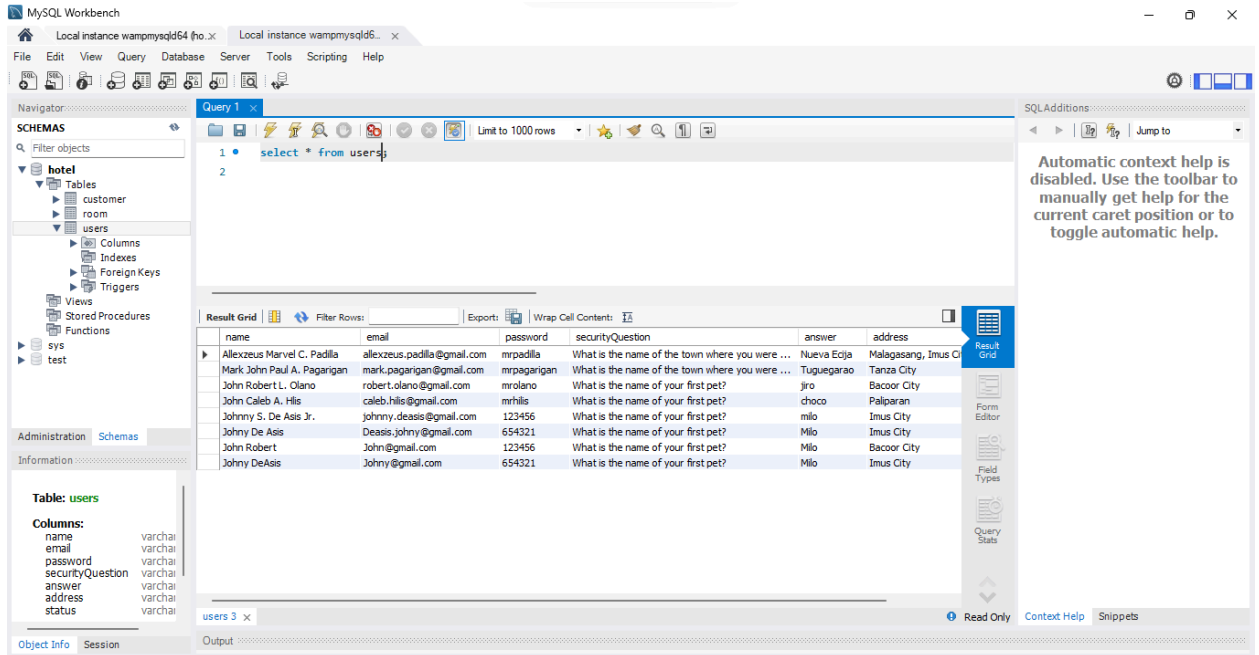 MySQL Workbench
Local instance wampmysqld64 (ho... × Local instance wampmysqld6... ×
File Edit View Query Database Server Tools Scripting Help
Navigator
SCHEMAS
Filter objects
hotel
Tables
customer
room
users
Columns
Indexes
Foreign Keys
Triggers
Views
Stored Procedures
Functions
sys
test
Administration Schemas
Information
Table: users
Columns:
name varchar
email varchar
password varchar
securityQuestion varchar
answer varchar
address varchar
status varchar
Object Info Session
Query 1 ×
Limit to 1000 rows
1 select * from users;
2
Result Grid Filter Rows: Export: Wrap Cell Content:
name email password securityQuestion answer address
Allexzeus Marvel C. Padilla allexzeus.padilla@gmail.com mrpadilla What is the name of the town where you were ... Nueva Ecija Malagasang, Imus Ci
Mark John Paul A. Pagarigan mark.pagarigan@gmail.com mrpagarigan What is the name of the town where you were ... Tuguegarao Tanza City
John Robert L. Olano robert.olano@gmail.com mrolano What is the name of your first pet? jiro Bacoor City
John Caleb A. Hlis caleb.hilis@gmail.com mrhilis What is the name of your first pet? choco Paliparan
Johnny S. De Asis Jr. johnny.deasis@gmail.com 123456 What is the name of your first pet? milo Imus City
Johny De Asis Deasis.johny@gmail.com 654321 What is the name of your first pet? Milo Imus City
John Robert John@gmail.com 123456 What is the name of your first pet? Milo Bacoor City
Johny DeAsis Johny@gmail.com 654321 What is the name of your first pet? Milo Imus City
Result
Grid
Form
Editor
Field
Types
Query
Stats
users 3 ×
Read Only
Output
SQLAdditions
Jump to
Automatic context help is
disabled. Use the toolbar to
manually get help for the
current caret position or to
toggle automatic help.
Context Help Snippets